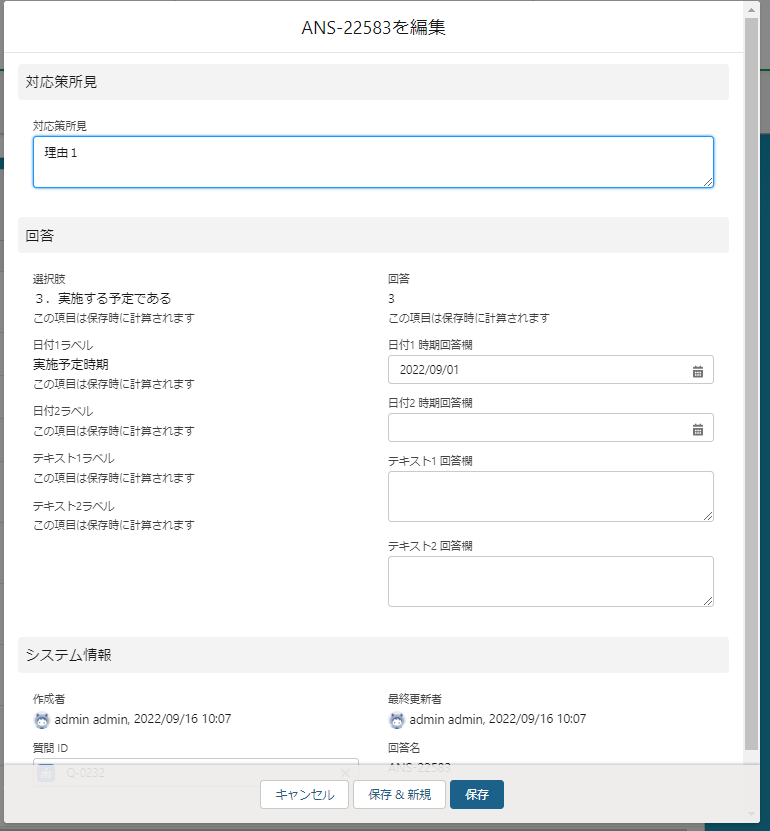 ANS-22583を編集
対応策所見
対応策所見
理由１
回答
選択肢
３．実施する予定である
この項目は保存時に計算されます
回答
3
この項目は保存時に計算されます
日付1ラベル
実施予定時期
この項目は保存時に計算されます
日付1 時期回答欄
2022/09/01
日付2ラベル
この項目は保存時に計算されます
日付2 時期回答欄
テキスト1ラベル
この項目は保存時に計算されます
テキスト1 回答欄
テキスト2ラベル
この項目は保存時に計算されます
テキスト2 回答欄
システム情報
作成者
admin admin, 2022/09/16 10:07
最終更新者
admin admin, 2022/09/16 10:07
質問 ID
Q-0232
回答名
ANS-22583
キャンセル
保存 & 新規
保存